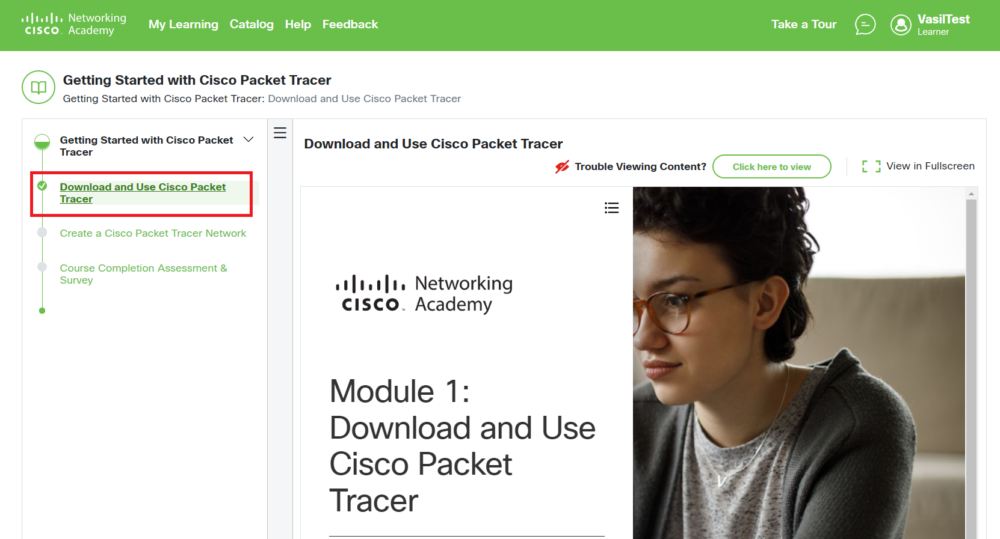 Networking
CISCO Academy
My Learning Catalog Help Feedback
Take a Tour
VasilTest
Learner
Getting Started with Cisco Packet Tracer
Getting Started with Cisco Packet Tracer: Download and Use Cisco Packet Tracer
Getting Started with Cisco Packet
Tracer
Download and Use Cisco Packet
Tracer
Create a Cisco Packet Tracer Network
Course Completion Assessment &
Survey
Download and Use Cisco Packet Tracer
Trouble Viewing Content? Click here to view View in Fullscreen
Networking
CISCO Academy
Module 1:
Download and Use
Cisco Packet
Tracer